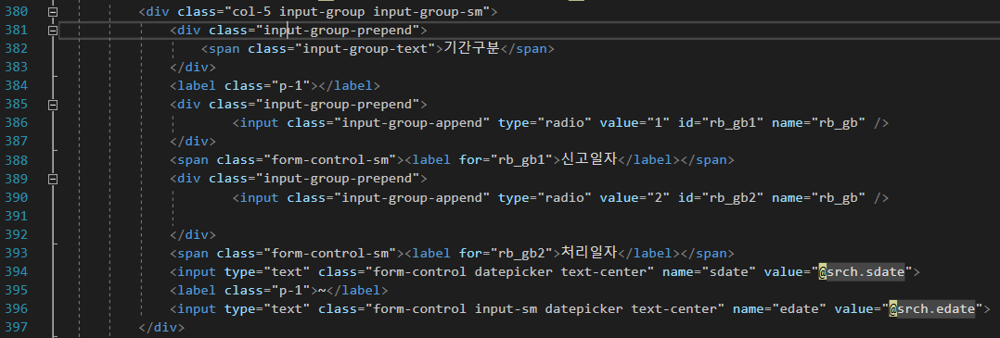 380 <div class="col-5 input-group input-group-sm">
381 <div class="input-group-prepend">
382 <span class="input-group-text">기간구분</span>
383 </div>
384 <label class="p-1"></label>
385 <div class="input-group-prepend">
386 <input class="input-group-append" type="radio" value="1" id="rb_gb1" name="rb_gb" />
387 </div>
388 <span class="form-control-sm"><label for="rb_gb1">신고일자</label></span>
389 <div class="input-group-prepend">
390 <input class="input-group-append" type="radio" value="2" id="rb_gb2" name="rb_gb" />
391
392 </div>
393 <span class="form-control-sm"><label for="rb_gb2">처리일자</label></span>
394 <input type="text" class="form-control datepicker text-center" name="sdate" value="@srch.sdate">
395 <label class="p-1">~</label>
396 <input type="text" class="form-control input-sm datepicker text-center" name="edate" value="@srch.edate">
397 </div>